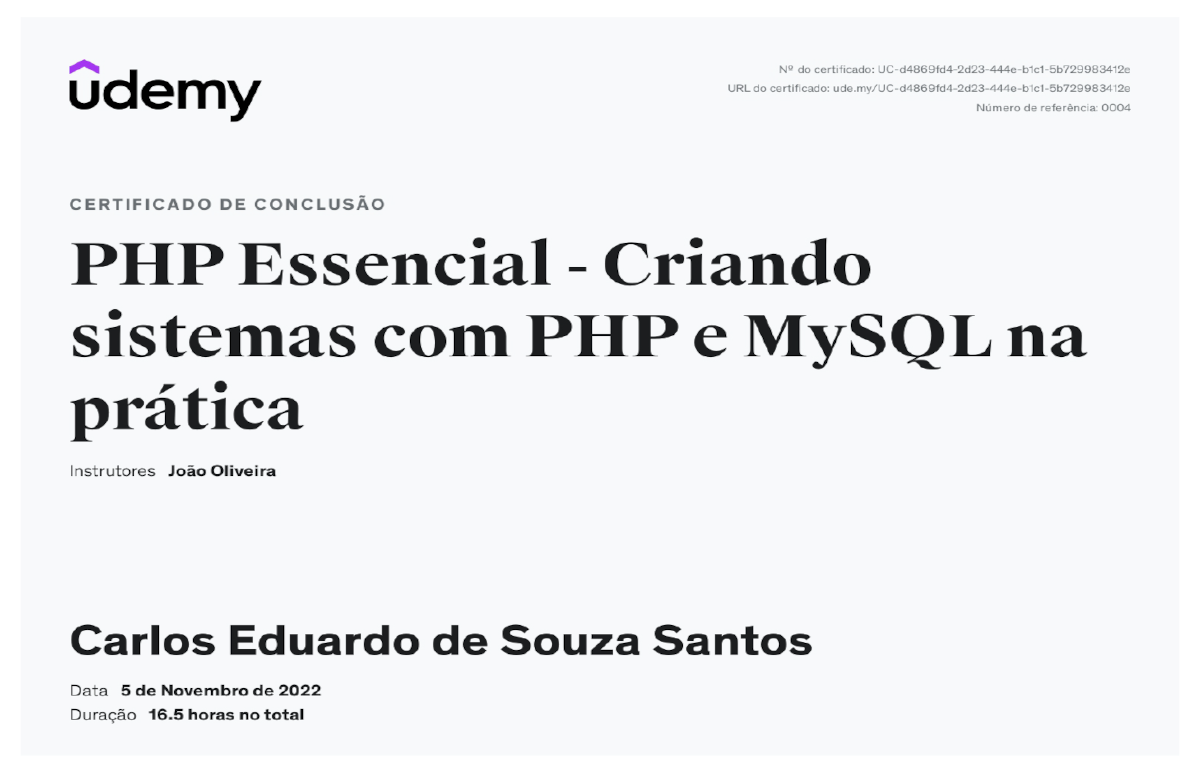 udemy
Nº do certificado: UC-d4869fd4-2d23-444e-b1c1-5b729983412e
URL do certificado: ude.my/UC-d4869fd4-2d23-444e-b1c1-5b729983412e
Número de referência: 0004
CERTIFICADO DE CONCLUSÃO
PHP Essencial - Criando
sistemas com PHP e MySQL na
prática
Instrutores João Oliveira
Carlos Eduardo de Souza Santos
Data 5 de Novembro de 2022
Duração 16.5 horas no total